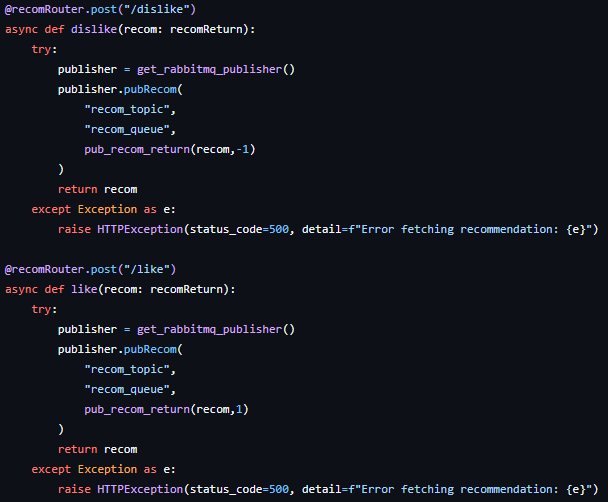 @recomRouter.post("/dislike")
async def dislike(recom: recomReturn):
    try:
        publisher = get_rabbitmq_publisher()
        publisher.pubRecom(
            "recom_topic",
            "recom_queue",
            pub_recom_return(recom,-1)
        )
        return recom
    except Exception as e:
        raise HTTPException(status_code=500, detail=f"Error fetching recommendation: {e}")

@recomRouter.post("/like")
async def like(recom: recomReturn):
    try:
        publisher = get_rabbitmq_publisher()
        publisher.pubRecom(
            "recom_topic",
            "recom_queue",
            pub_recom_return(recom,1)
        )
        return recom
    except Exception as e:
        raise HTTPException(status_code=500, detail=f"Error fetching recommendation: {e}")